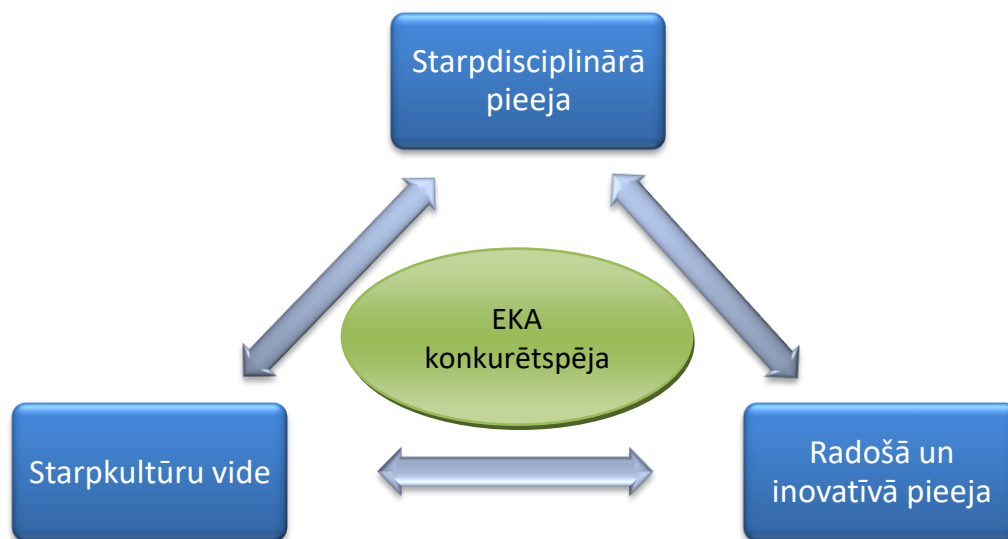 Starpdisciplinārā
pieeja
EKA
konkurētspēja
Starpkultūru vide
Radošā un
inovatīvā pieeja